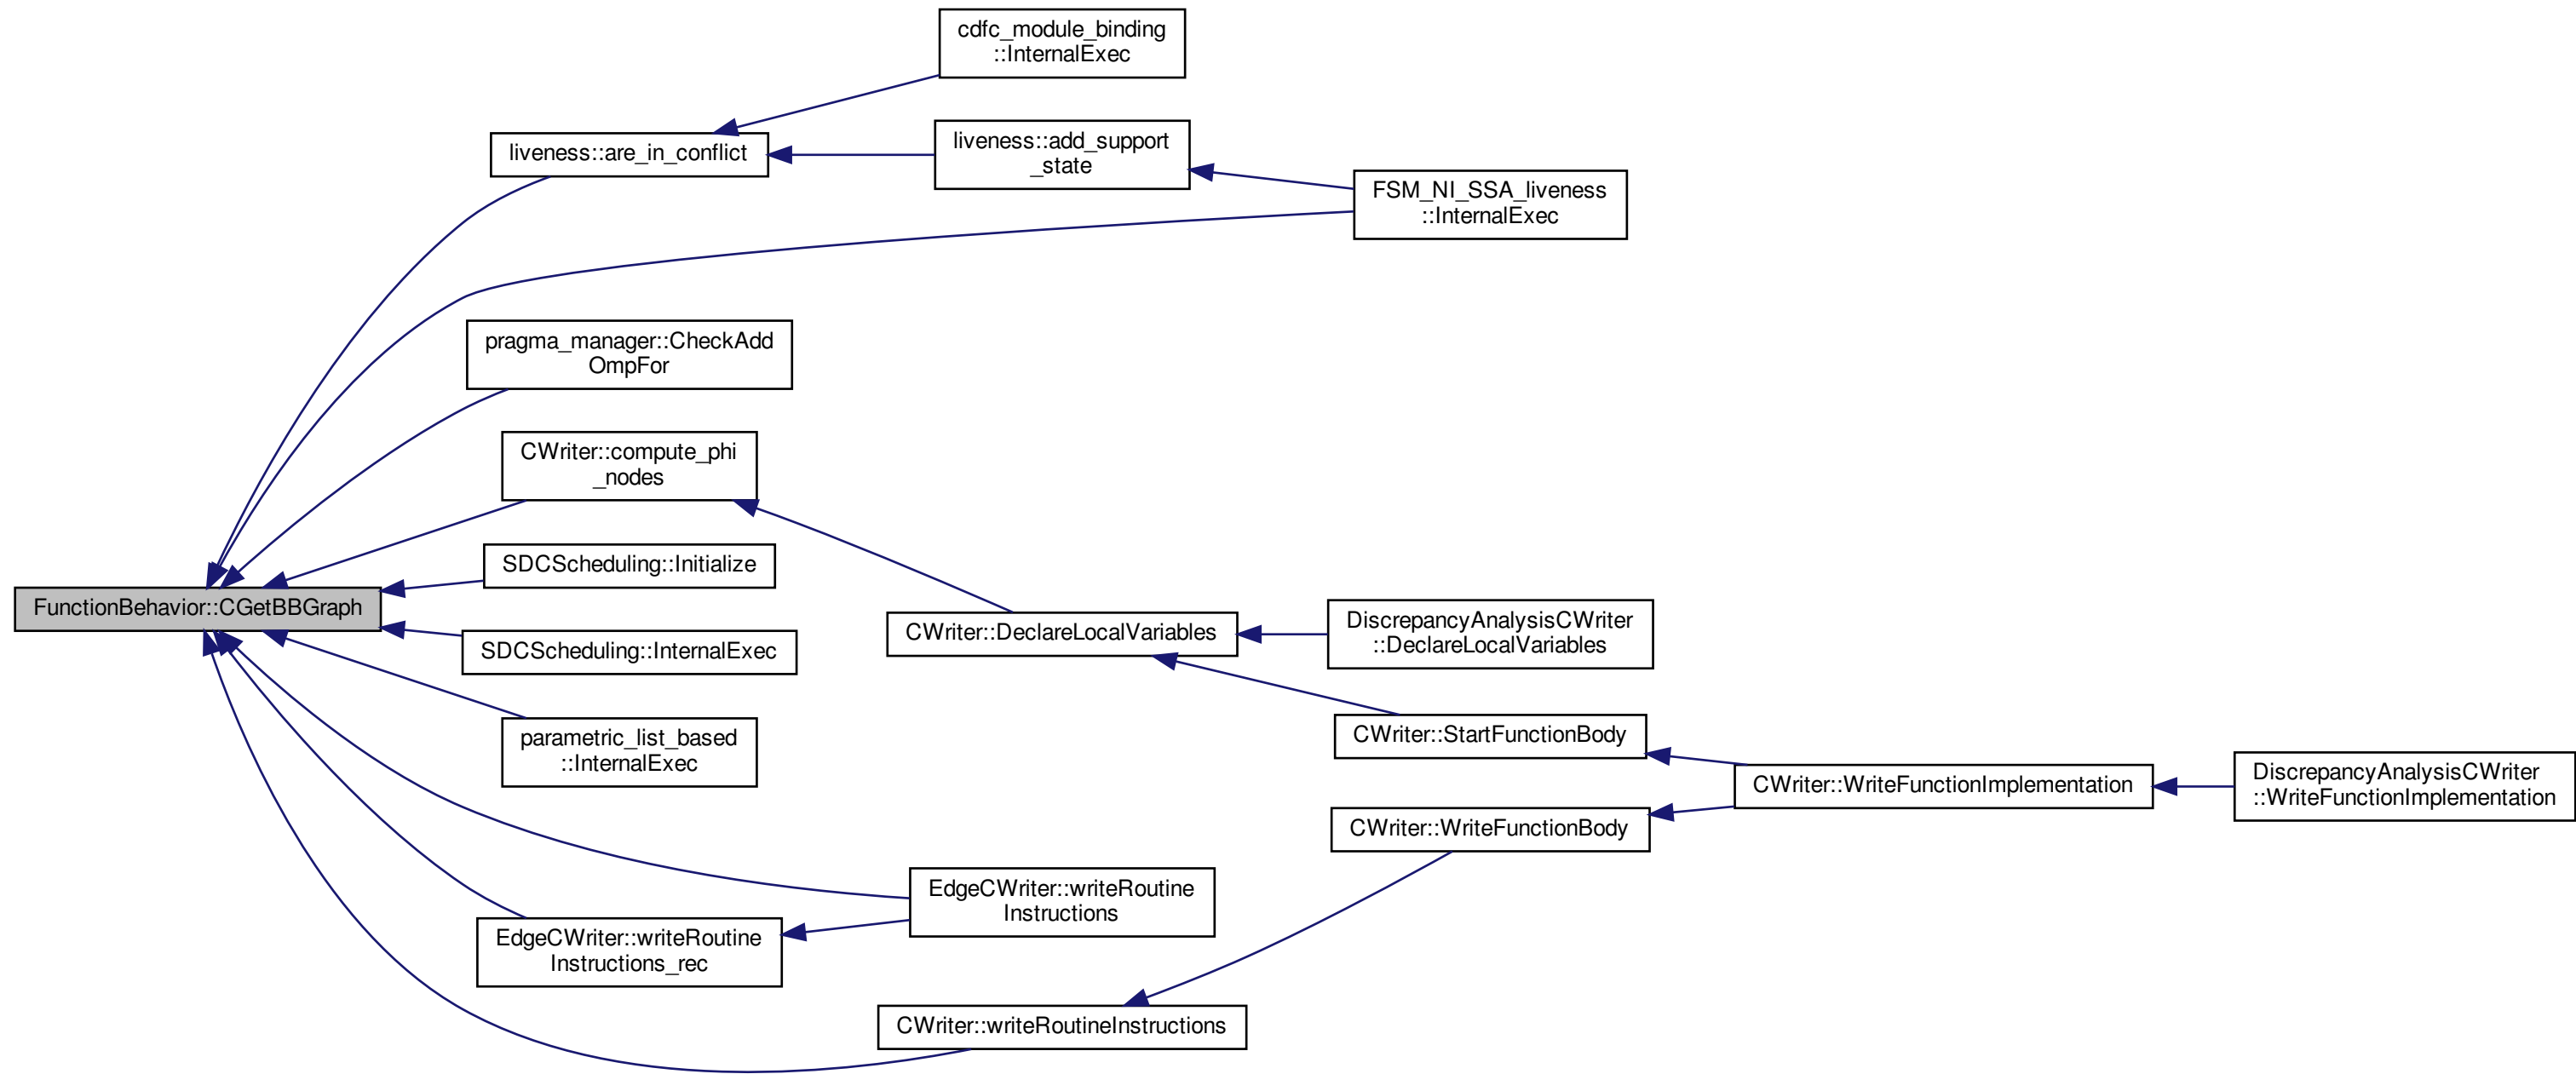 cdfc_module_binding
::InternalExec
liveness::are_in_conflict
liveness::add_support
_state
FSM_NI_SSA_liveness
::InternalExec
pragma_manager::CheckAdd
OmpFor
CWriter::compute_phi
_nodes
SDCScheduling::Initialize
FunctionBehavior::CGetBBGraph
SDCScheduling::InternalExec
CWriter::DeclareLocalVariables
DiscrepancyAnalysisCWriter
::DeclareLocalVariables
parametric_list_based
::InternalExec
CWriter::StartFunctionBody
CWriter::WriteFunctionImplementation
DiscrepancyAnalysisCWriter
::WriteFunctionImplementation
CWriter::WriteFunctionBody
EdgeCWriter::writeRoutine
Instructions
EdgeCWriter::writeRoutine
Instructions_rec
CWriter::writeRoutineInstructions